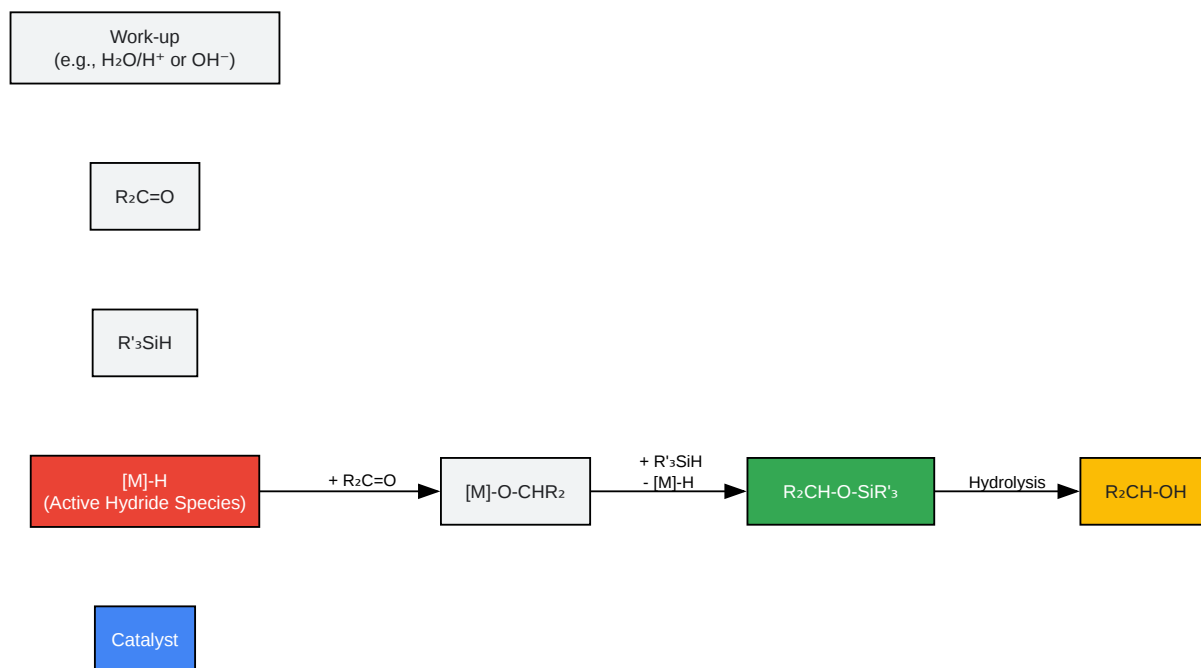 Work-up
(e.g., H₂O/H⁺ or OH⁻)
R₂C=O
R'₃SiH
[M]-H
(Active Hydride Species)
+ R₂C=O
[M]-O-CHR₂
+ R'₃SiH
- [M]-H
R₂CH-O-SiR'₃
Hydrolysis
R₂CH-OH
Catalyst